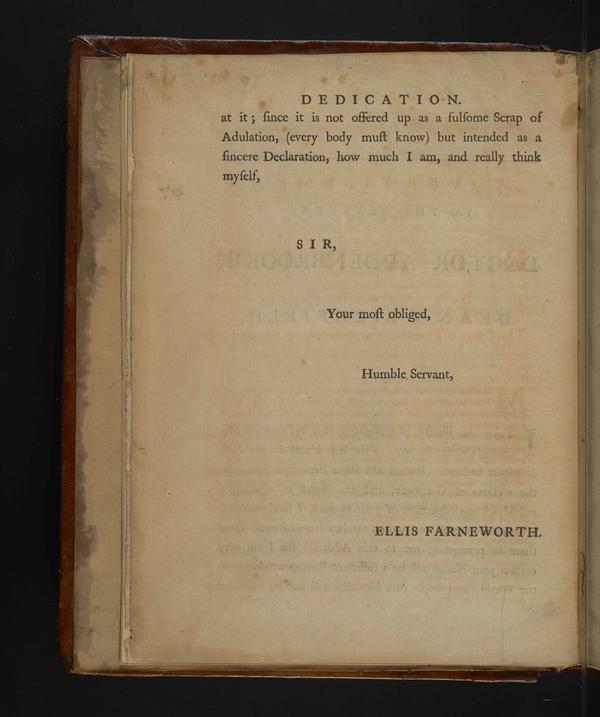 DEDICATION.
at it; ſince it is not offered up as a fulſome Scrap of
Adulation, (every body muſt know) but intended as a
ſincere Declaration, how much I am, and really think
myſelf,
SIR,
Your moſt obliged,
Humble Servant,
ELLIS FARNEWORTH.